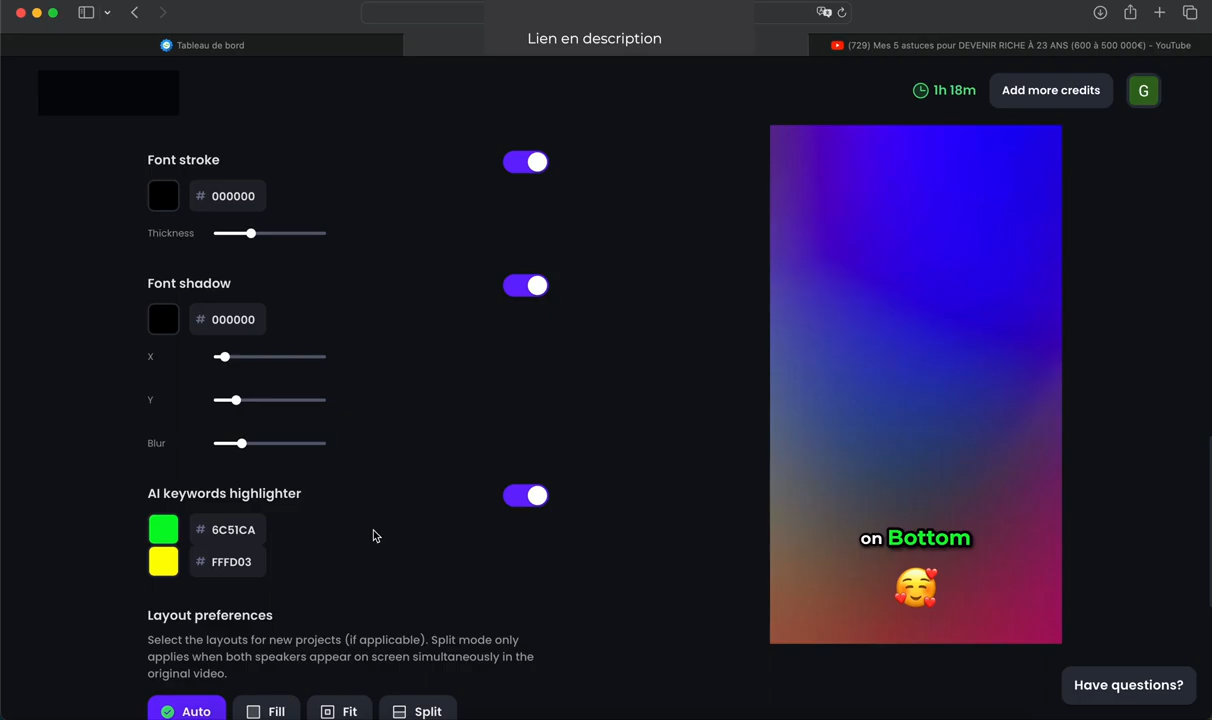 Lien en description
Tableau de bord
(729) Mes 5 astuces pour DEVENIR RICHE À 23 ANS (600 à 500 000€) - YouTube
1h 18m
Add more credits
G
Font stroke
# 000000
Thickness
Font shadow
# 000000
X
Y
Blur
AI keywords highlighter
# 6C51CA
# FFFD03
on Bottom
Layout preferences
Select the layouts for new projects (if applicable). Split mode only
applies when both speakers appear on screen simultaneously in the
original video.
Have questions?
Auto
Fill
Fit
Split